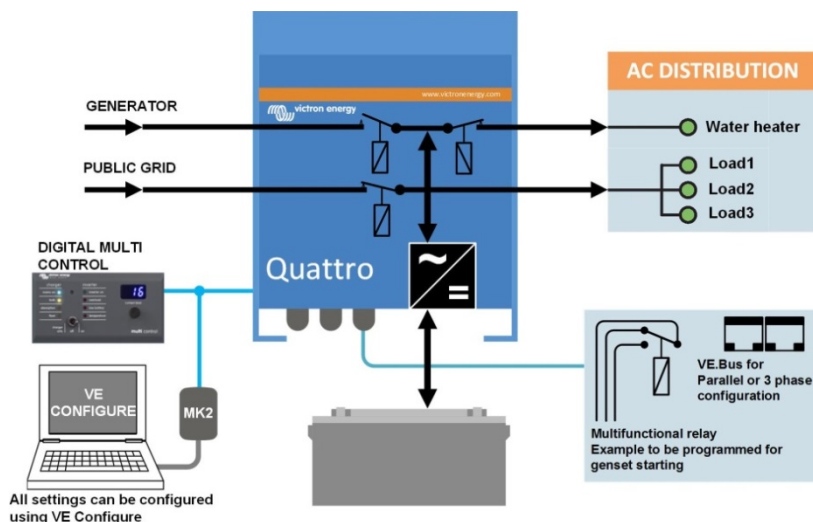 AC DISTRIBUTION
www.victronenergy.com
victron energy
GENERATOR
Water heater
PUBLIC GRID
Load1
Load2
Load3
DIGITAL MULTI
CONTROL
Quattro
16
multi control
VE
CONFIGURE
MK2
VE.Bus for
Parallel or 3 phase
configuration
Multifunctional relay
Example to be programmed for
genset starting
All settings can be configured
using VE Configure